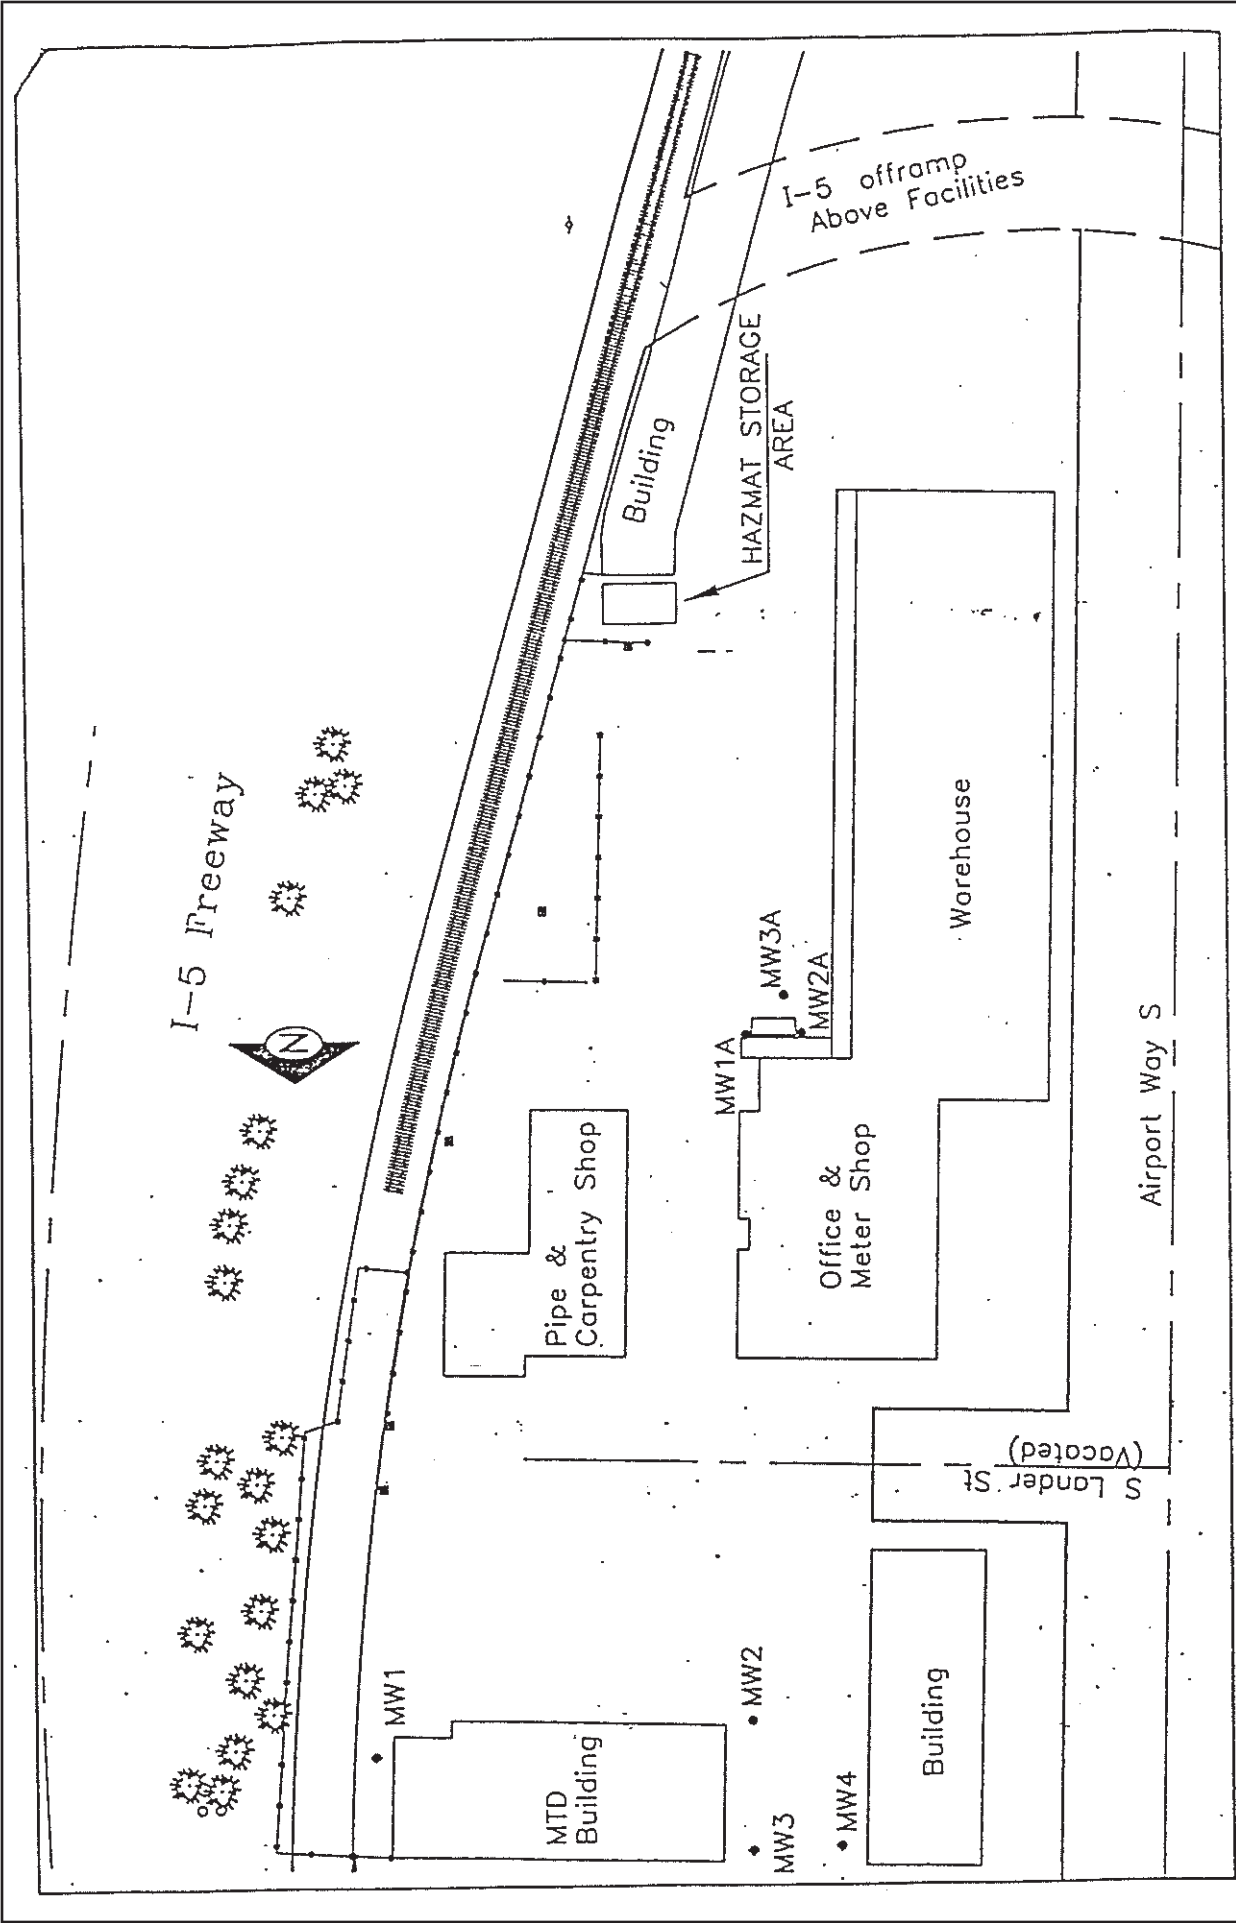 I-5 offramp
Above Facilities
Building
HAZMAT STORAGE
AREA
I-5 Freeway
N
Warehouse
MW3A
MW2A
MW1A
Pipe &
Carpentry Shop
Office &
Meter Shop
Airport Way S
S Lander St
(Vacated)
MW1
MTD
Building
MW2
MW3
MW4
Building